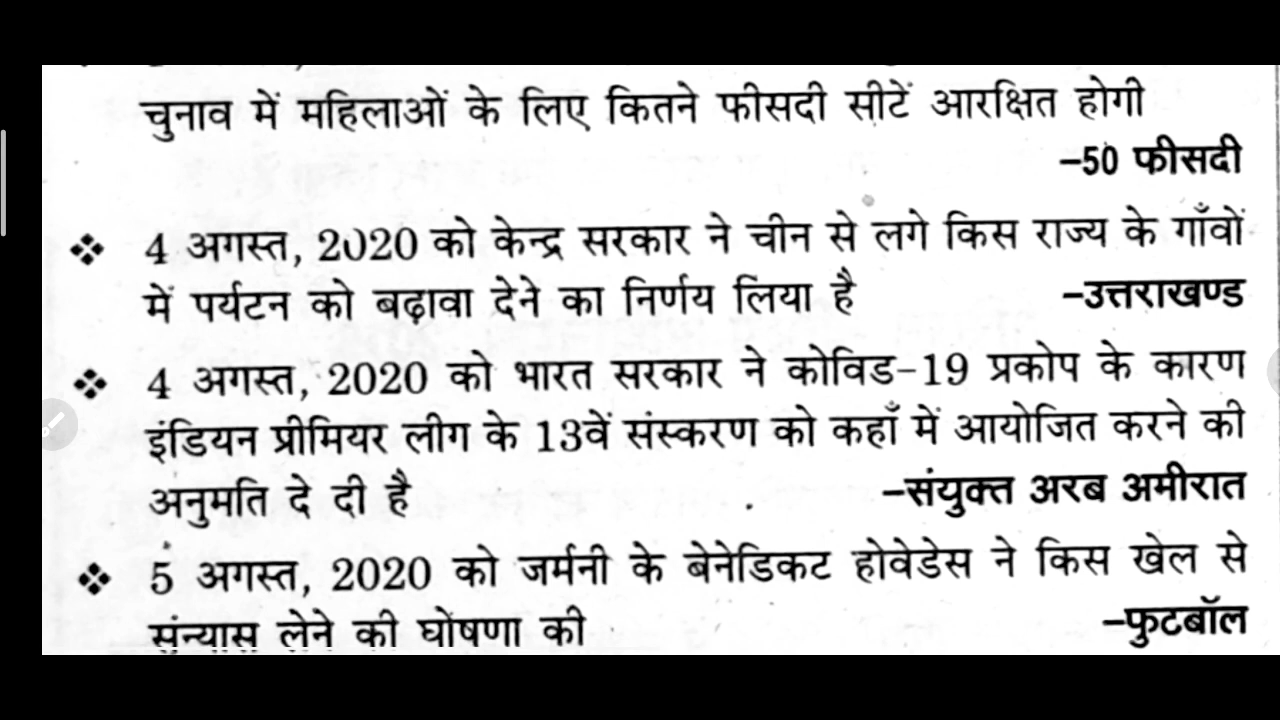 चुनाव में महिलाओं के लिए कितने फीसदी सीटें आरक्षित होगी
–50 फीसदी
❖ 4 अगस्त, 2020 को केन्द्र सरकार ने चीन से लगे किस राज्य के गाँवों
में पर्यटन को बढ़ावा देने का निर्णय लिया है –उत्तराखण्ड
❖ 4 अगस्त, 2020 को भारत सरकार ने कोविड–19 प्रकोप के कारण
इंडियन प्रीमियर लीग के 13वें संस्करण को कहाँ में आयोजित करने की
अनुमति दे दी है –संयुक्त अरब अमीरात
❖ 5 अगस्त, 2020 को जर्मनी के बेनेडिकट होवेडेस ने किस खेल से
संन्यास लेने की घोषणा की –फुटबॉल